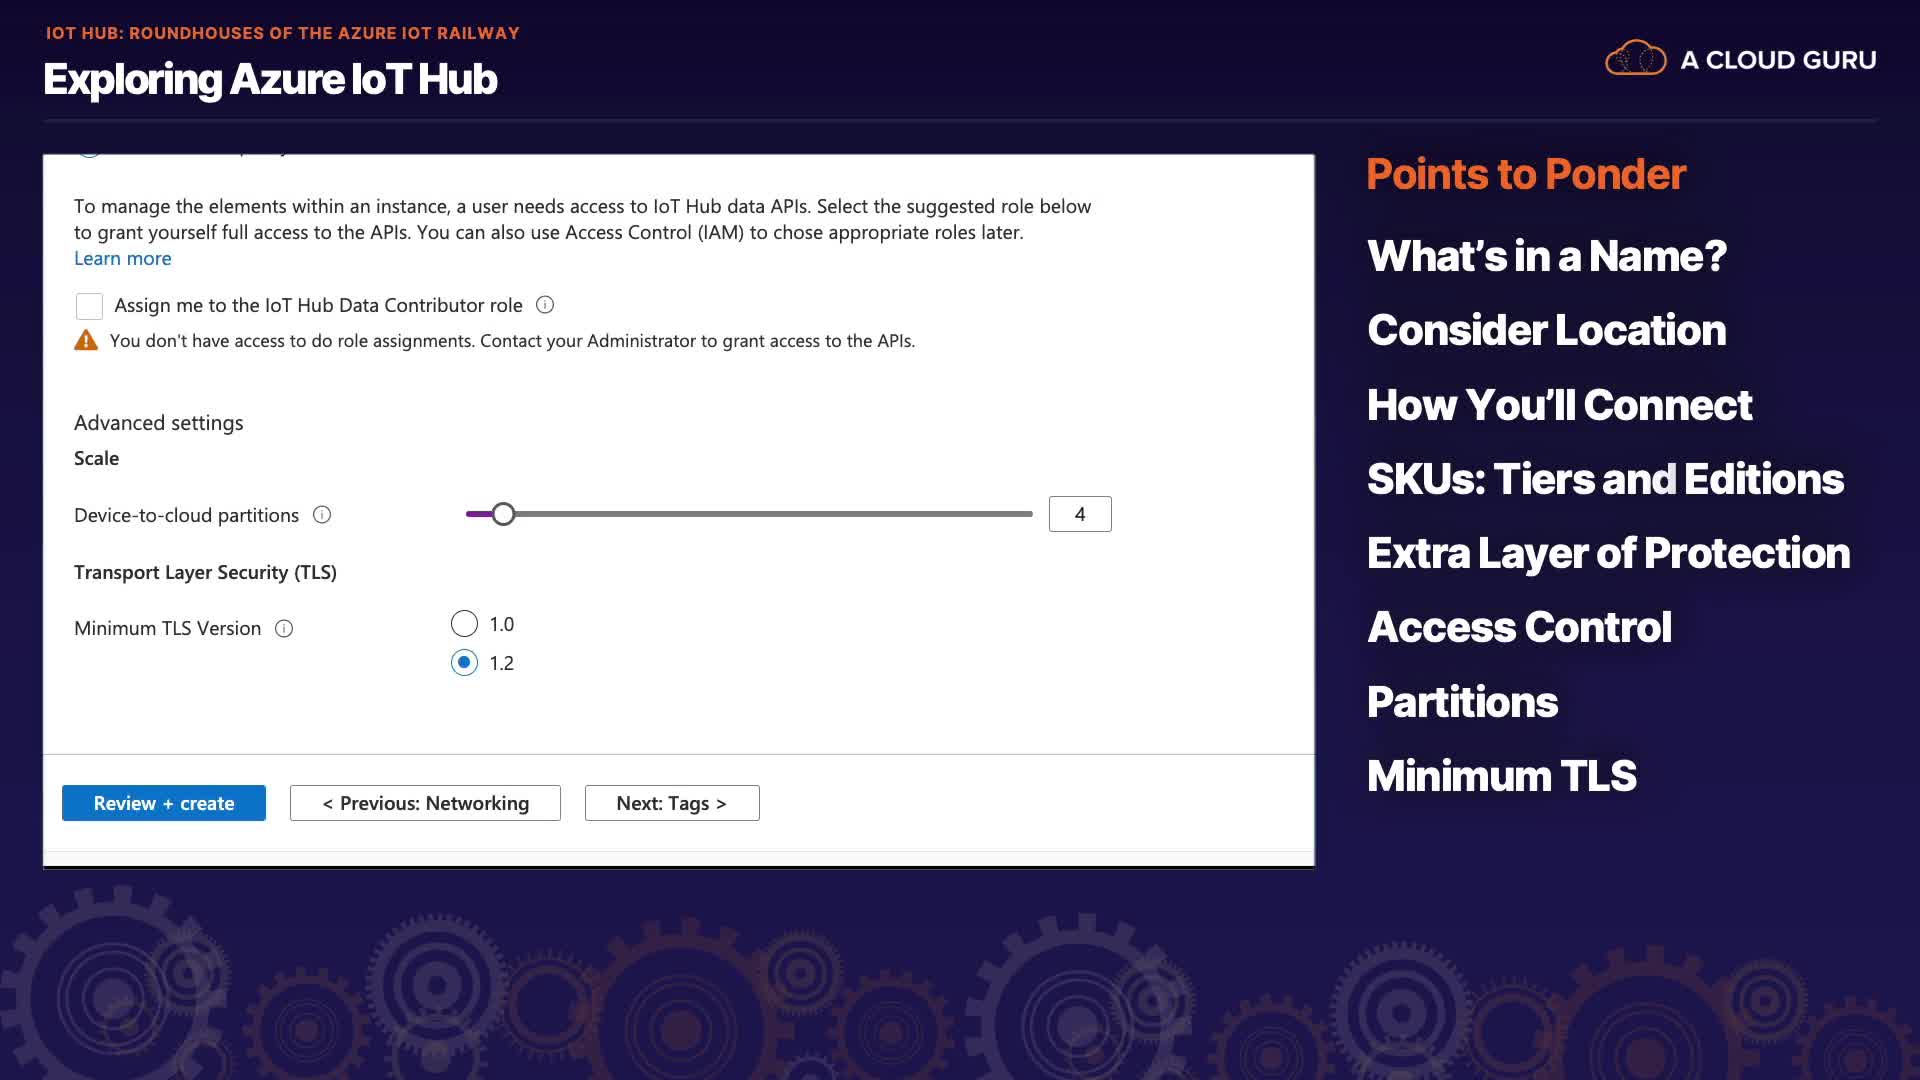 IOT HUB: ROUNDHOUSES OF THE AZURE IOT RAILWAY
Exploring Azure IoT Hub
A CLOUD GURU
To manage the elements within an instance, a user needs access to IoT Hub data APIs. Select the suggested role below
to grant yourself full access to the APIs. You can also use Access Control (IAM) to chose appropriate roles later.
Learn more
Assign me to the IoT Hub Data Contributor role
You don't have access to do role assignments. Contact your Administrator to grant access to the APIs.
Advanced settings
Scale
Device-to-cloud partitions
4
Transport Layer Security (TLS)
Minimum TLS Version
1.0
1.2
Review + create
< Previous: Networking
Next: Tags >
Points to Ponder
What's in a Name?
Consider Location
How You'll Connect
SKUs: Tiers and Editions
Extra Layer of Protection
Access Control
Partitions
Minimum TLS